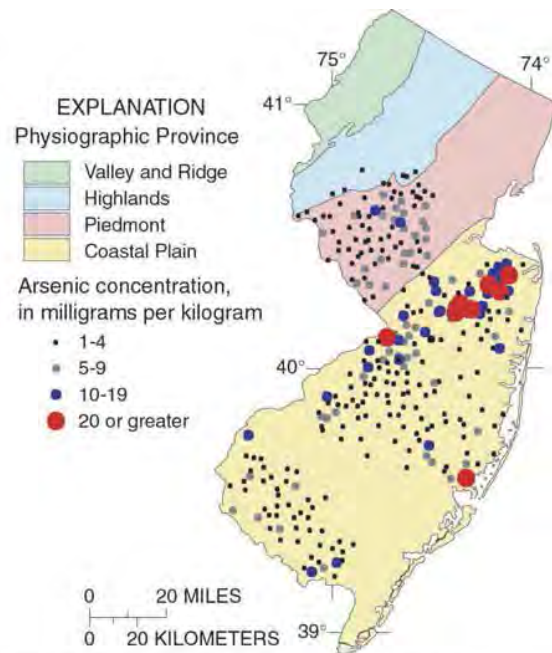 75°
74°
41°
EXPLANATION
Physiographic Province
Valley and Ridge
Highlands
Piedmont
Coastal Plain
Arsenic concentration,
in milligrams per kilogram
1-4
5-9
10-19
20 or greater
40°
0 20 MILES
0 20 KILOMETERS
39°